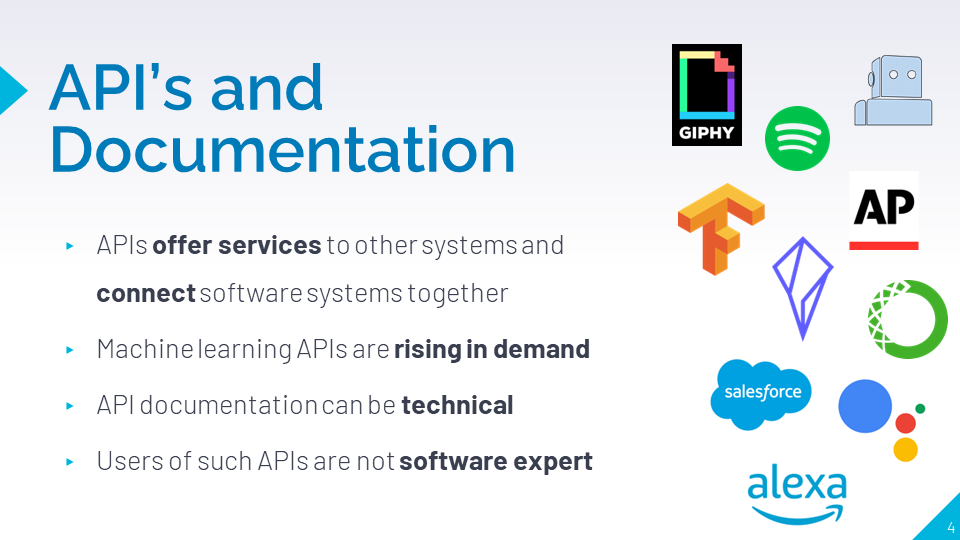 API’s and
Documentation
▸ APIs offer services to other systems and
connect software systems together
▸ Machine learning APIs are rising in demand
▸ API documentation can be technical
▸ Users of such APIs are not software expert
GIPHY
AP
salesforce
alexa
4